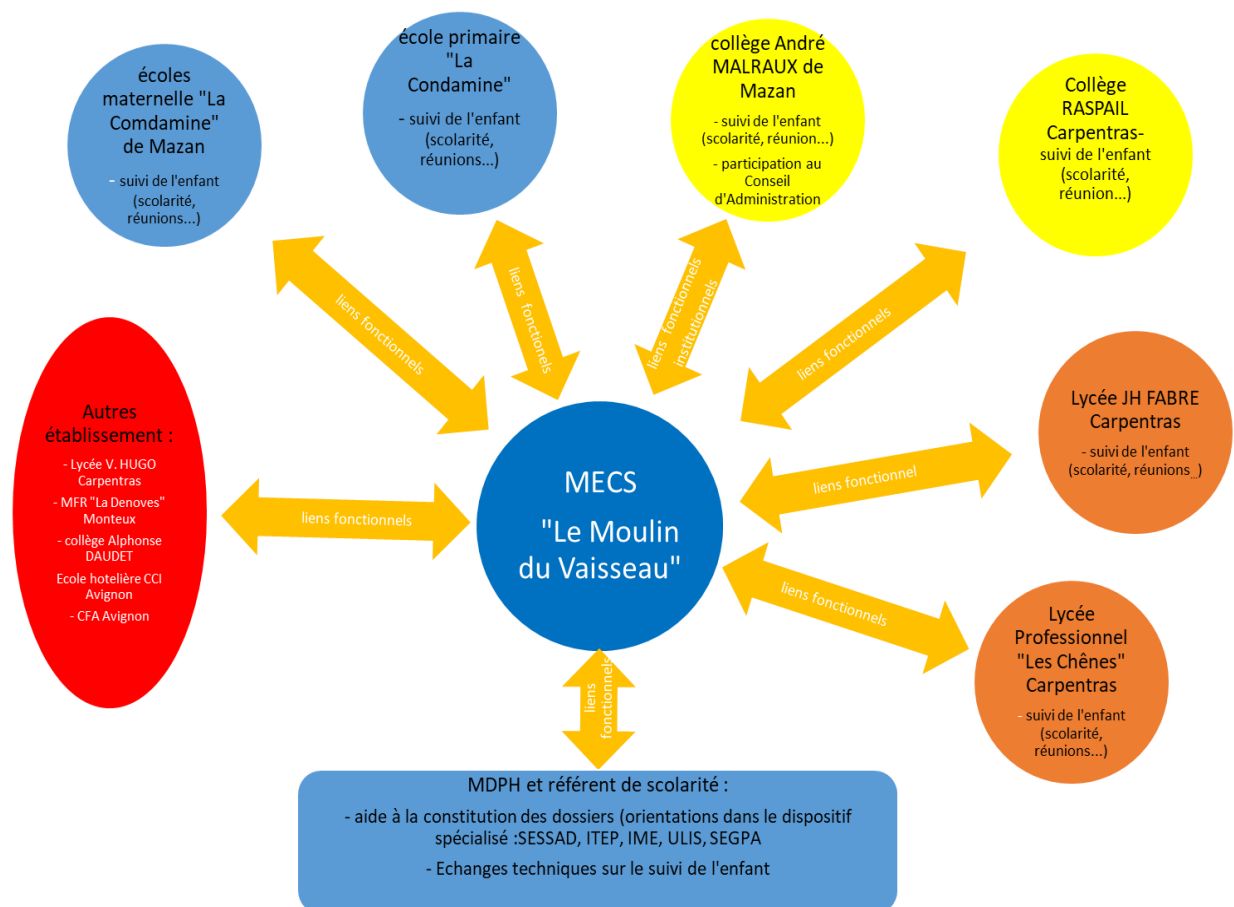 écoles
maternelle "La
Comdamine"
de Mazan
- suivi de l'enfant
(scolarité,
réunions...)
école primaire
"La
Condamine"
- suivi de l'enfant
(scolarité,
réunions...)
collège André
MALRAUX de
Mazan
- suivi de l'enfant
(scolarité, réunion...)
- participation au
Conseil
d'Administration
Collège
RASPAIL
Carpentras-
suivi de l'enfant
(scolarité,
réunion...)
liens fonctionnels
liens fonctionnels
liens fonctionnels
institutionnels
liens fonctionnels
Autres
établissement :
- Lycée V. HUGO
Carpentras
- MFR "La Denoves"
Monteux
- collège Alphonse
DAUDET
Ecole hotelière CCI
Avignon
- CFA Avignon
liens fonctionnels
MECS
"Le Moulin
du Vaisseau"
liens fonctionnel
Lycée JH FABRE
Carpentras
- suivi de l'enfant
(scolarité, réunions...)
liens fonctionnels
Lycée
Professionnel
"Les Chênes"
Carpentras
- suivi de l'enfant
(scolarité,
réunions...)
liens
fonctionnels
MDPH et référent de scolarité :
- aide à la constitution des dossiers (orientations dans le dispositif
spécialisé :SESSAD, ITEP, IME, ULIS, SEGPA
- Echanges techniques sur le suivi de l'enfant